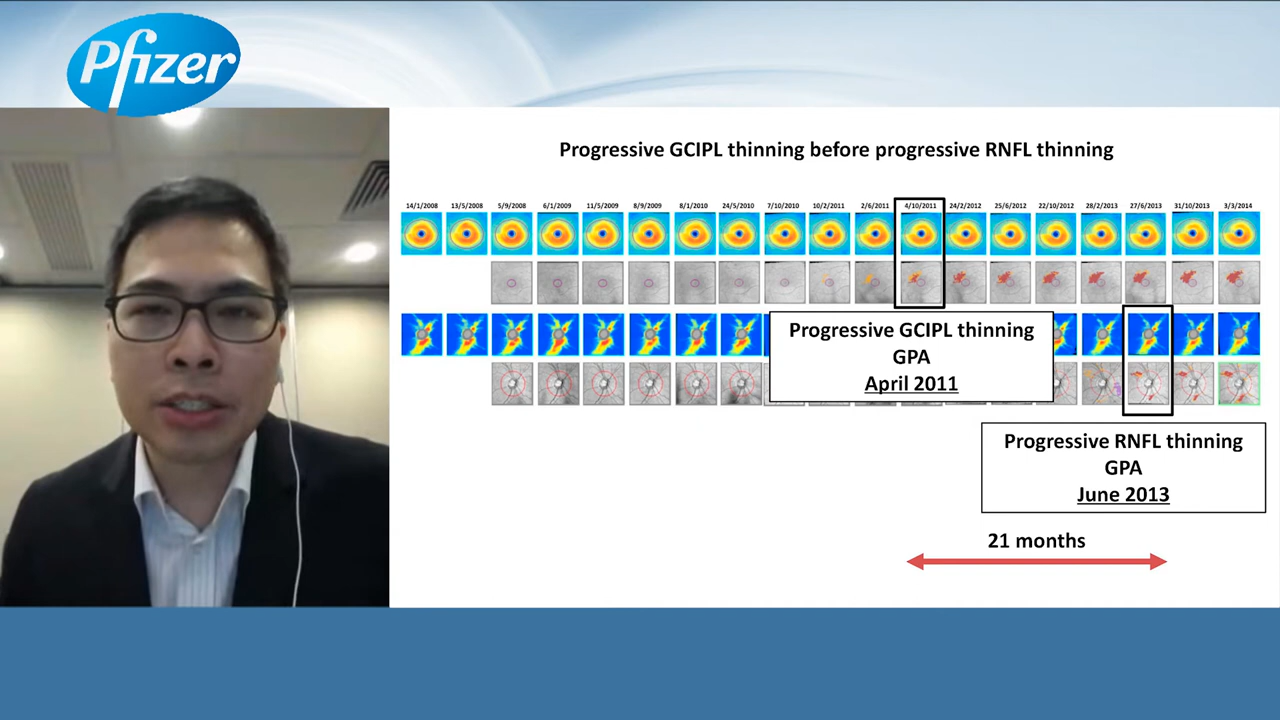 Pfizer
Progressive GCIPL thinning before progressive RNFL thinning
14/1/2008 13/5/2008 5/9/2008 6/1/2009 11/5/2009 8/9/2009 8/1/2010 24/5/2010 7/10/2010 10/2/2011 2/6/2011 4/10/2011 24/2/2012 25/6/2012 22/10/2012 28/2/2013 27/6/2013 31/10/2013 3/3/2014
Progressive GCIPL thinning
GPA
April 2011
Progressive RNFL thinning
GPA
June 2013
21 months